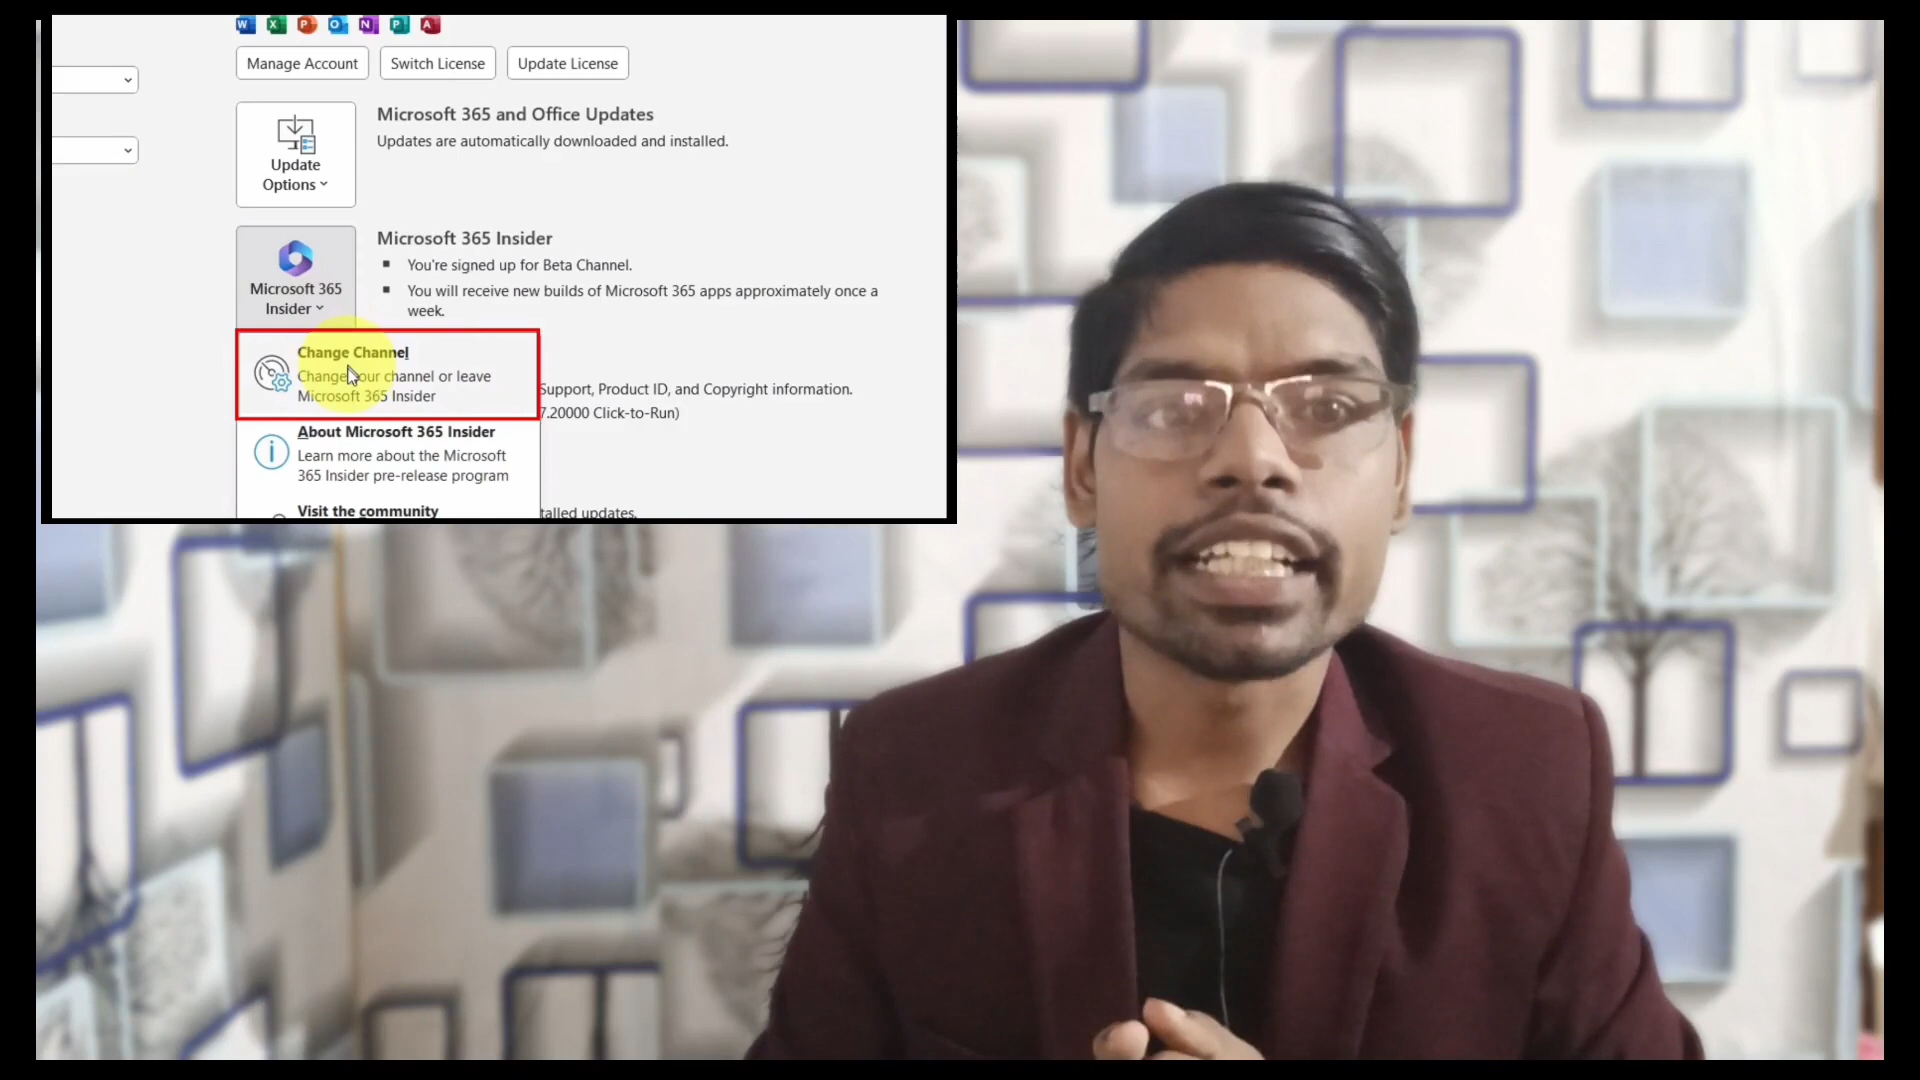 Manage Account Switch License Update License
Microsoft 365 and Office Updates
Updates are automatically downloaded and installed.
Update
Options
Microsoft 365 Insider
You're signed up for Beta Channel.
You will receive new builds of Microsoft 365 apps approximately once a
week.
Microsoft 365
Insider
Change Channel
Change your channel or leave
Microsoft 365 Insider
Support, Product ID, and Copyright information.
7.20000 Click-to-Run)
About Microsoft 365 Insider
Learn more about the Microsoft
365 Insider pre-release program
Visit the community
talled updates.